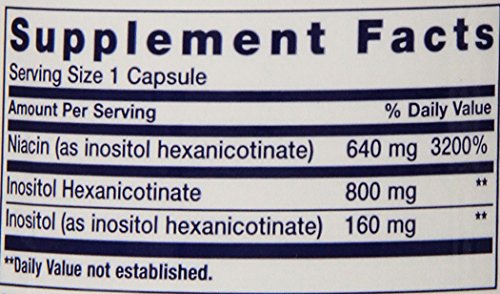 Supplement Facts
Serving Size 1 Capsule
Amount Per Serving % Daily Value
Niacin (as inositol hexanicotinate) 640 mg 3200%
Inositol Hexanicotinate 800 mg **
Inositol (as inositol hexanicotinate) 160 mg **
**Daily Value not established.